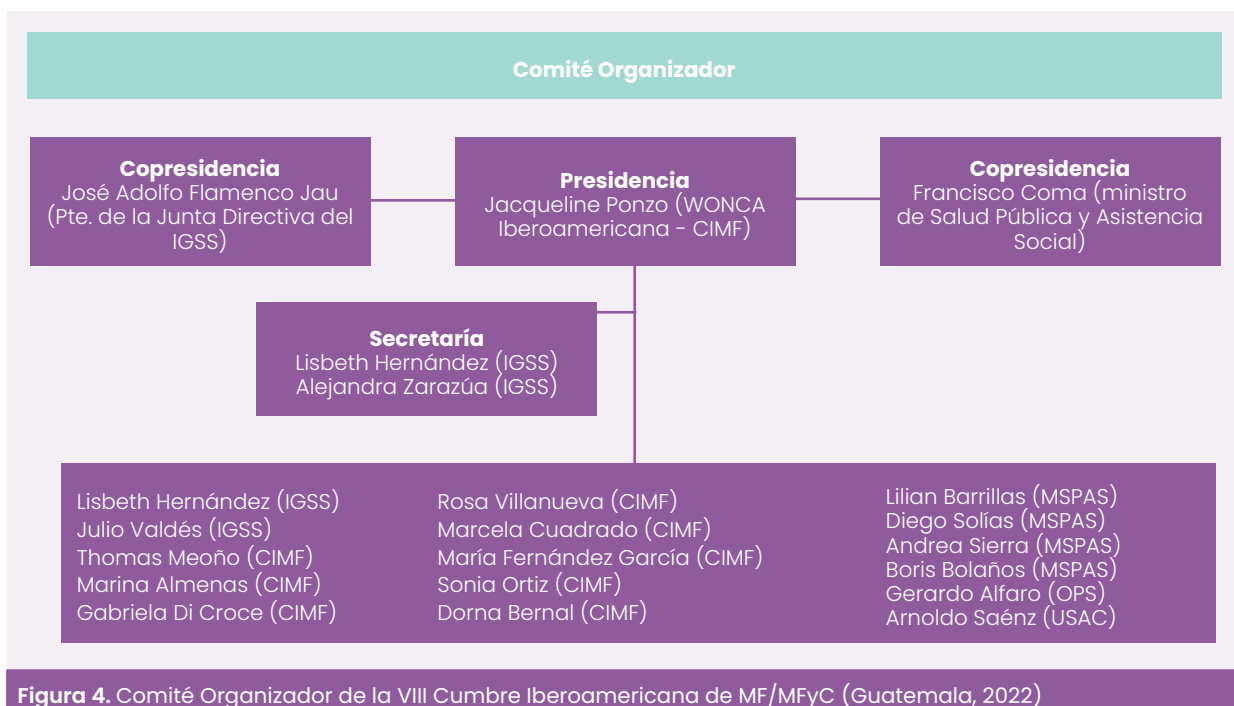 Comité Organizador
Copresidencia
José Adolfo Flamenco Jau
(Pte. de la Junta Directiva del
IGSS)
Presidencia
Jacqueline Ponzo (WONCA
Iberoamericana - CIMF)
Copresidencia
Francisco Coma (ministro
de Salud Pública y Asistencia
Social)
Secretaría
Lisbeth Hernández (IGSS)
Alejandra Zarazúa (IGSS)
Lisbeth Hernández (IGSS)
Julio Valdés (IGSS)
Thomas Meoño (CIMF)
Marina Almenas (CIMF)
Gabriela Di Croce (CIMF)
Rosa Villanueva (CIMF)
Marcela Cuadrado (CIMF)
María Fernández García (CIMF)
Sonia Ortiz (CIMF)
Dorna Bernal (CIMF)
Lilian Barrillas (MSPAS)
Diego Solías (MSPAS)
Andrea Sierra (MSPAS)
Boris Bolaños (MSPAS)
Gerardo Alfaro (OPS)
Arnoldo Saénz (USAC)
Figura 4. Comité Organizador de la VIII Cumbre Iberoamericana de MF/MFyC (Guatemala, 2022)